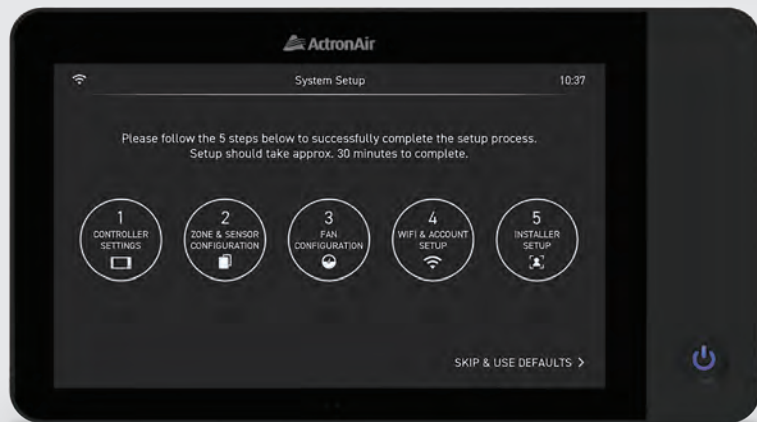 ActronAir
System Setup
10:37
Please follow the 5 steps below to successfully complete the setup process.
Setup should take approx. 30 minutes to complete.
1
CONTROLLER
SETTINGS
2
ZONE & SENSOR
CONFIGURATION
3
FAN
CONFIGURATION
4
WIFI & ACCOUNT
SETUP
5
INSTALLER
SETUP
SKIP & USE DEFAULTS >